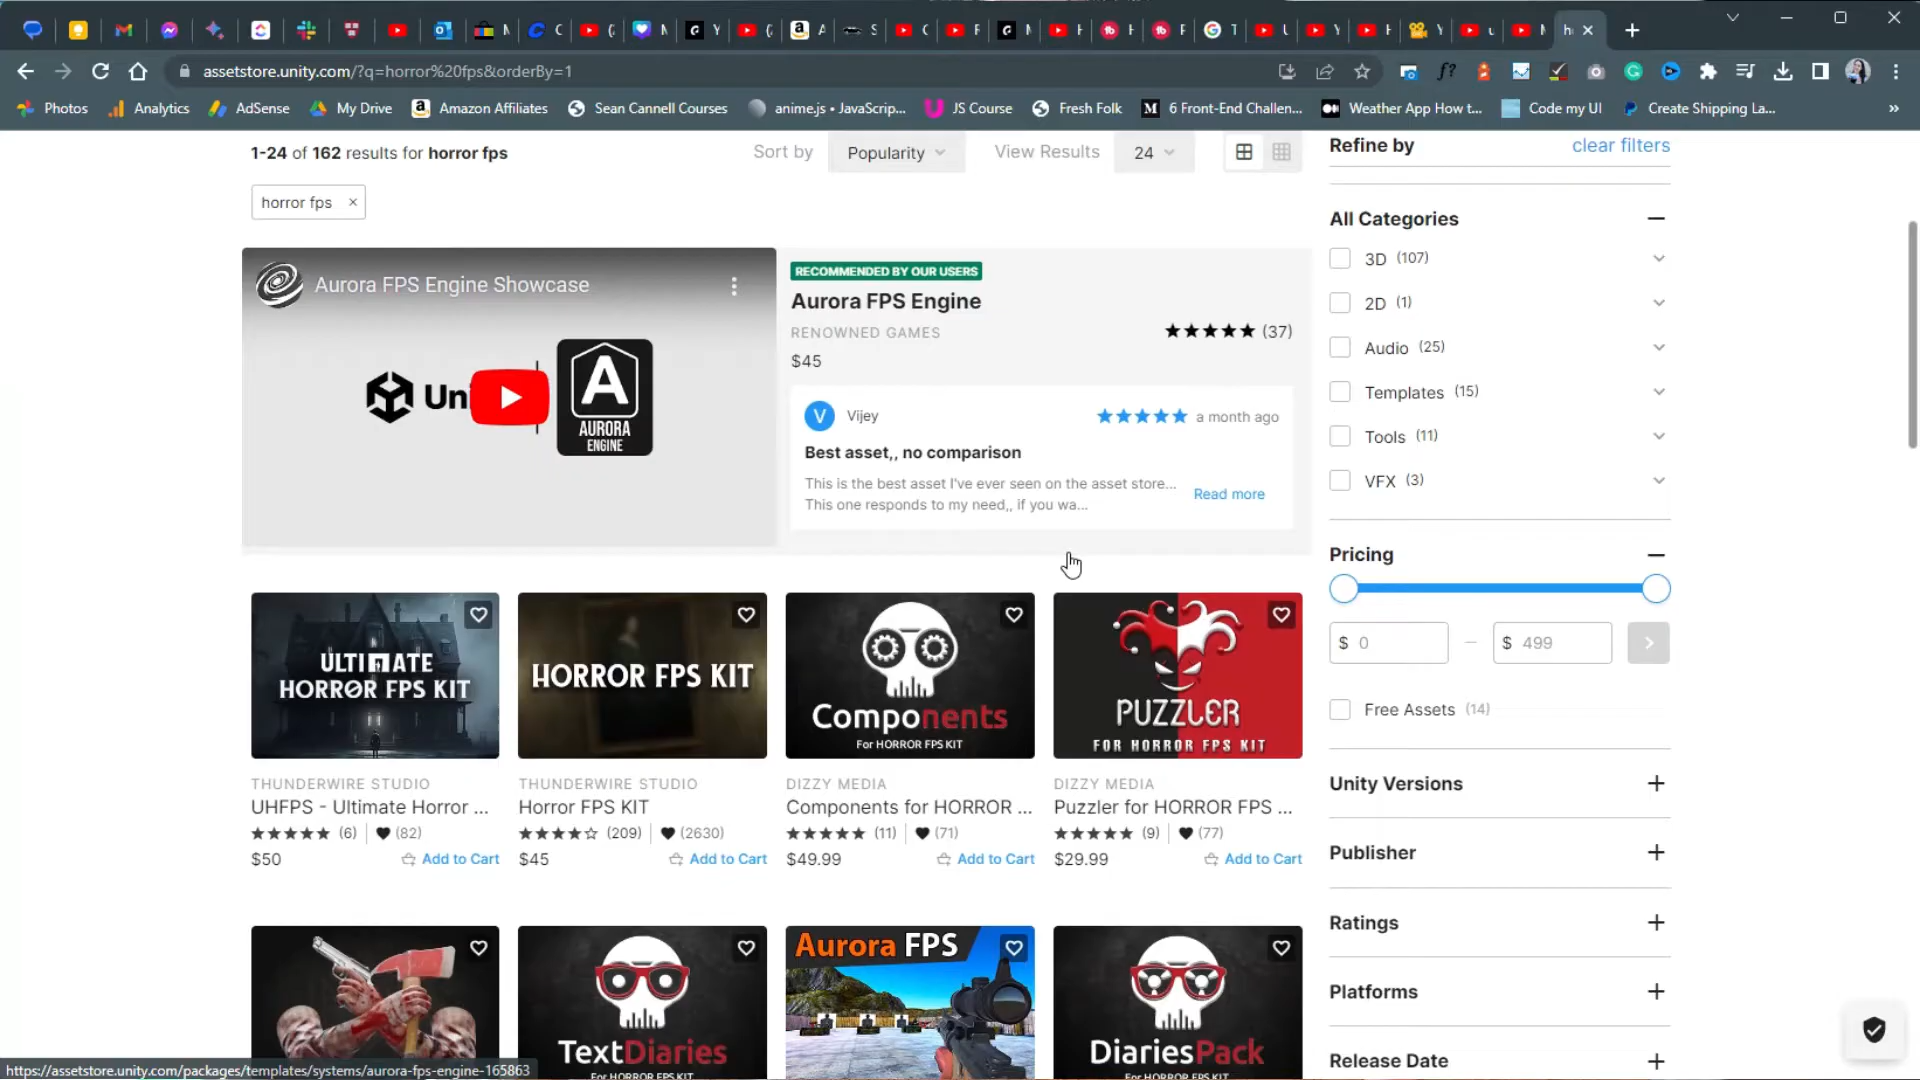 assetstore.unity.com/?q=horror%20fps&orderBy=1
Photos
Analytics
AdSense
My Drive
Amazon Affiliates
Sean Cannell Courses
anime.js • JavaScrip...
JS Course
Fresh Folk
6 Front-End Challen...
Weather App How t...
Code my UI
Create Shipping La...
»
1-24 of 162 results for horror fps
Sort by
Popularity
View Results
24
Refine by
clear filters
horror fps ×
Aurora FPS Engine Showcase
Uni
AURORA
ENGINE
RECOMMENDED BY OUR USERS
Aurora FPS Engine
RENOWNED GAMES
★★★★★ (37)
$45
V
Vijey
★★★★★ a month ago
Best asset,, no comparison
This is the best asset I've ever seen on the asset store...
This one responds to my need,, if you wa...
Read more
All Categories
3D (107)
2D (1)
Audio (25)
Templates (15)
Tools (11)
VFX (3)
Pricing
$ 0
–
$ 499
Free Assets (14)
Unity Versions
Publisher
Ratings
Platforms
Release Date
ULTIMATE
HORROR FPS KIT
THUNDERWIRE STUDIO
UHFPS - Ultimate Horror ...
★★★★★ (6) | ♥ (82)
$50
Add to Cart
HORROR FPS KIT
THUNDERWIRE STUDIO
Horror FPS KIT
★★★★☆ (209) | ♥ (2630)
$45
Add to Cart
Components
For HORROR FPS KIT
DIZZY MEDIA
Components for HORROR ...
★★★★★ (11) | ♥ (71)
$49.99
Add to Cart
PUZZLER
FOR HORROR FPS KIT
DIZZY MEDIA
Puzzler for HORROR FPS ...
★★★★★ (9) | ♥ (77)
$29.99
Add to Cart
TextDiaries
For HORROR FPS KIT
Aurora FPS
DiariesPack
For HORROR FPS KIT
https://assetstore.unity.com/packages/templates/systems/aurora-fps-engine-165863